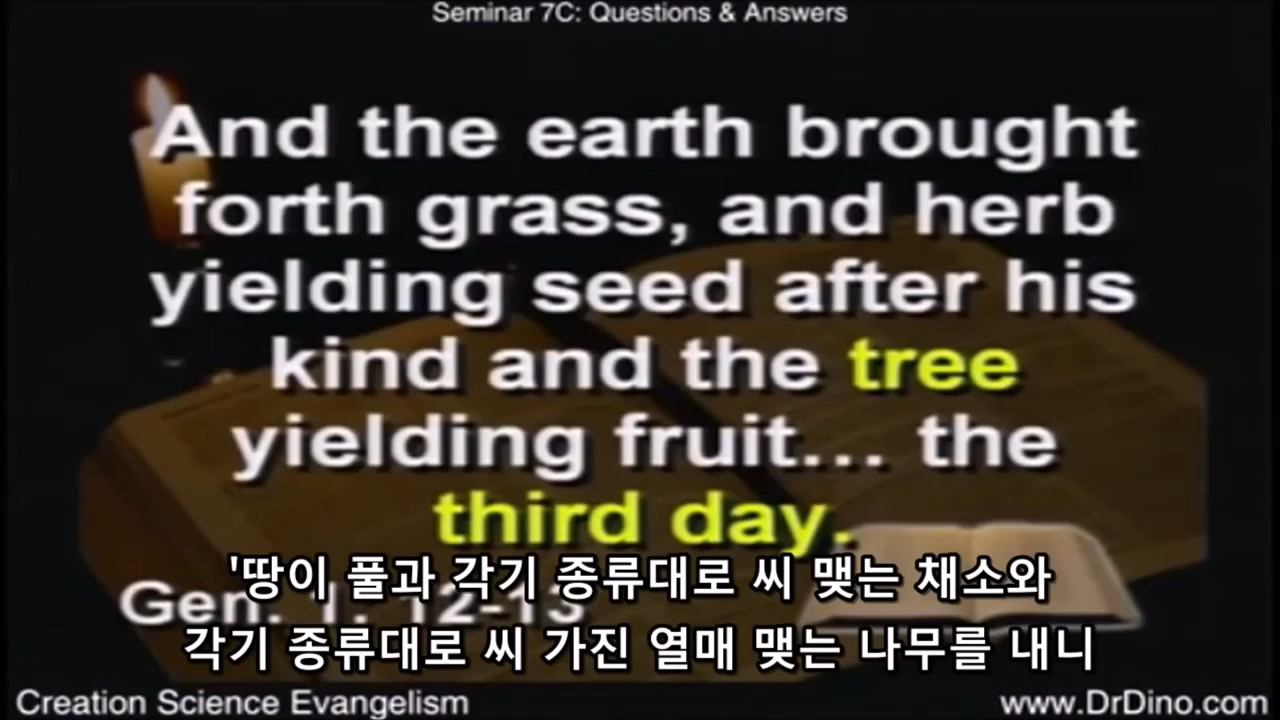 Seminar 7C: Questions & Answers
And the earth brought
forth grass, and herb
yielding seed after his
kind and the tree
yielding fruit... the
third day.
Gen. 1: 12-13
'땅이 풀과 각기 종류대로 씨 맺는 채소와
각기 종류대로 씨 가진 열매 맺는 나무를 내니
Creation Science Evangelism
www.DrDino.com